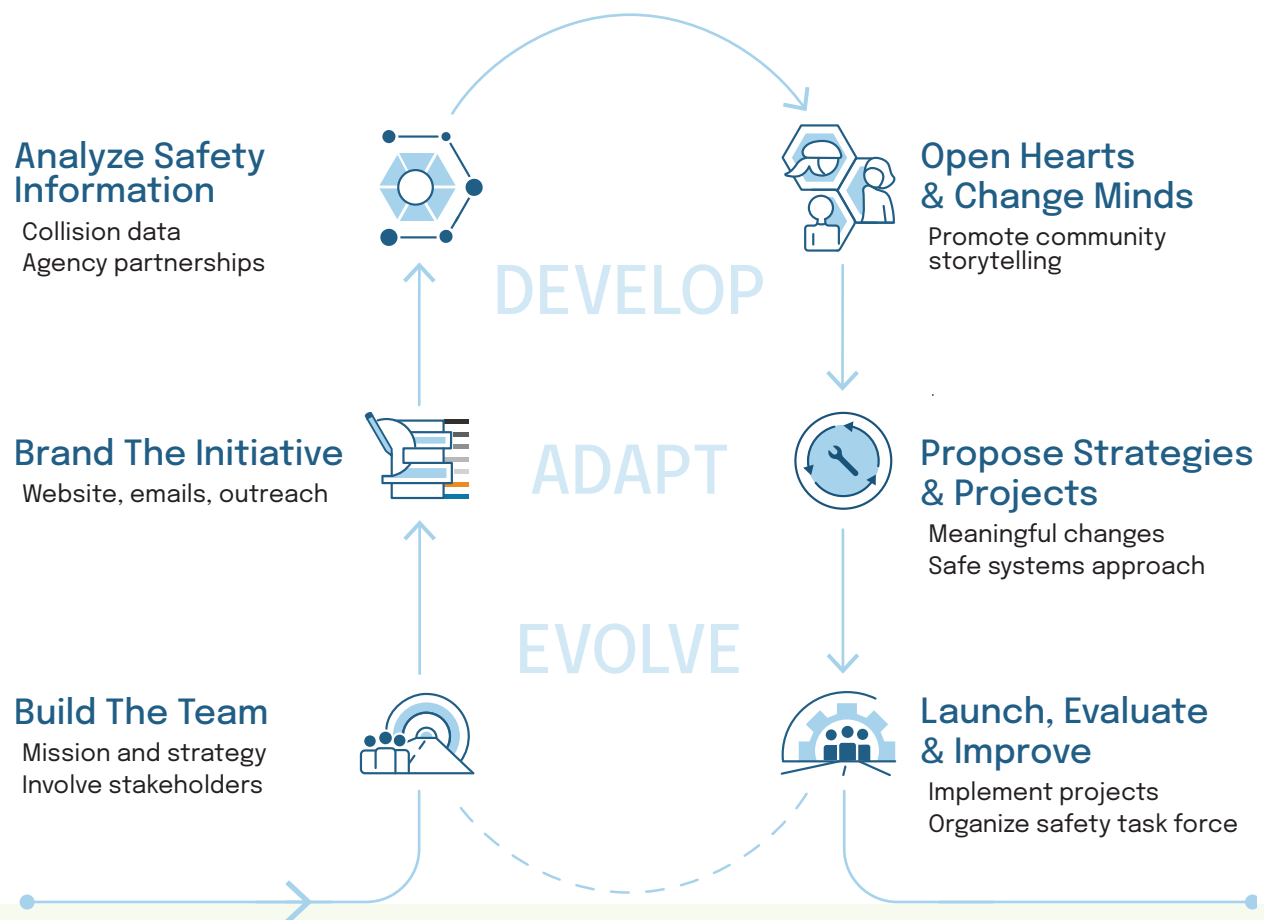 Analyze Safety
Information
Collision data
Agency partnerships
Open Hearts
& Change Minds
Promote community
storytelling
DEVELOP
Brand The Initiative
Website, emails, outreach
ADAPT
Propose Strategies
& Projects
Meaningful changes
Safe systems approach
EVOLVE
Build The Team
Mission and strategy
Involve stakeholders
Launch, Evaluate
& Improve
Implement projects
Organize safety task force